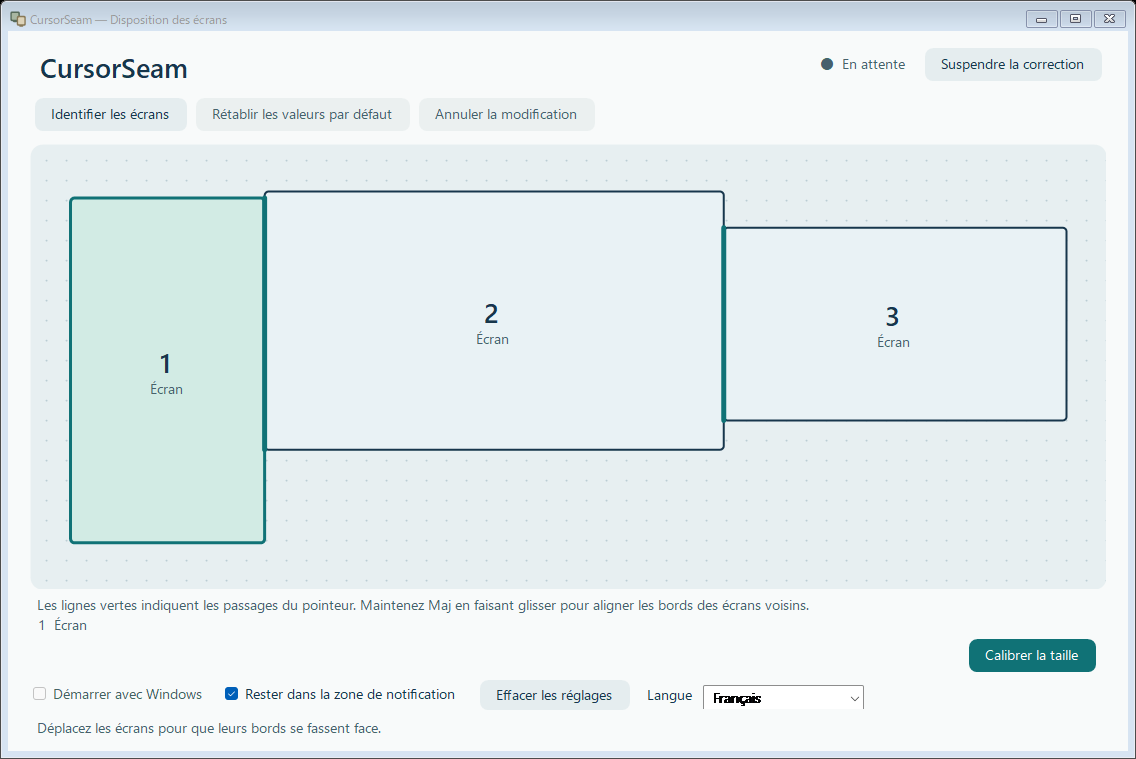 CursorSeam — Disposition des écrans
CursorSeam
En attente
Suspendre la correction
Identifier les écrans
Rétablir les valeurs par défaut
Annuler la modification
1
Écran
2
Écran
3
Écran
Les lignes vertes indiquent les passages du pointeur. Maintenez Maj en faisant glisser pour aligner les bords des écrans voisins.
1 Écran
Calibrer la taille
Démarrer avec Windows
Rester dans la zone de notification
Effacer les réglages
Langue
Français
Déplacez les écrans pour que leurs bords se fassent face.